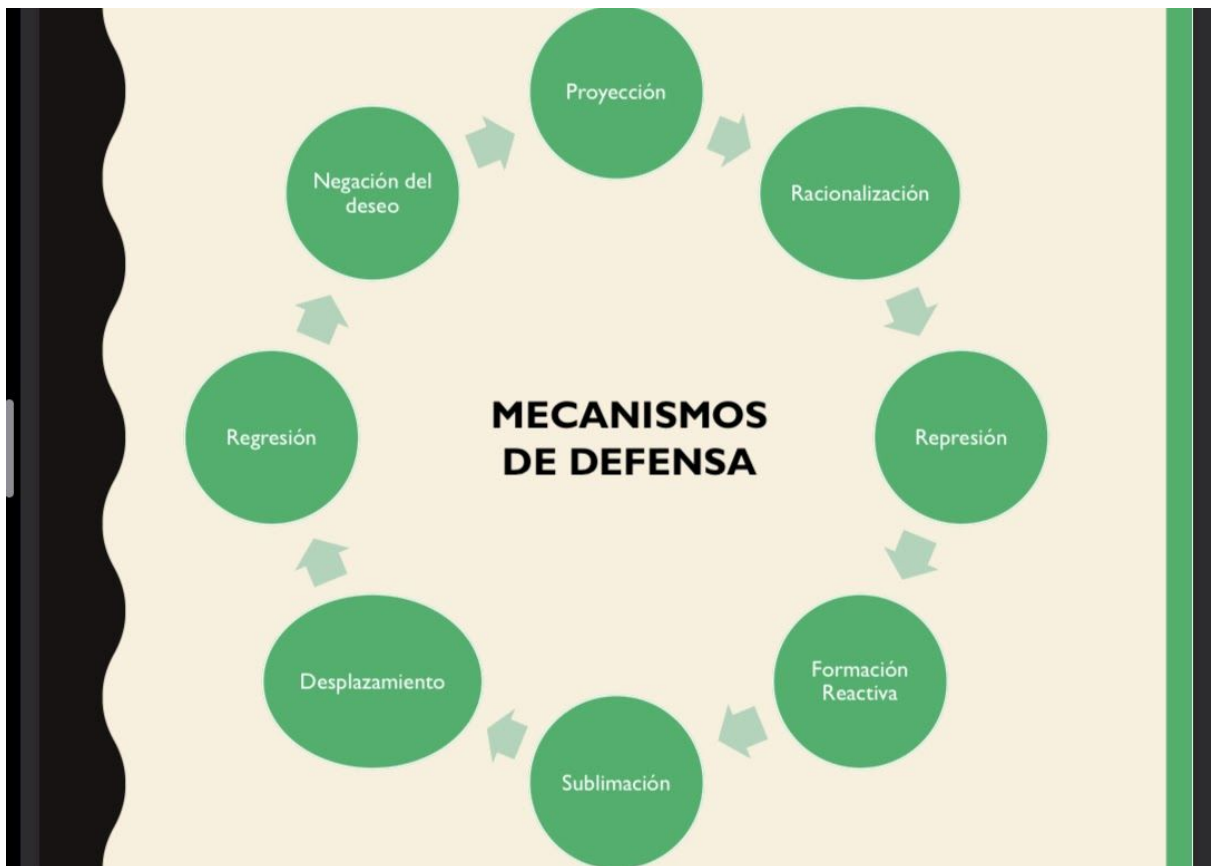 Proyección
Racionalización
Represión
Formación
Reactiva
Sublimación
Desplazamiento
Regresión
Negación del
deseo
MECANISMOS
DE DEFENSA